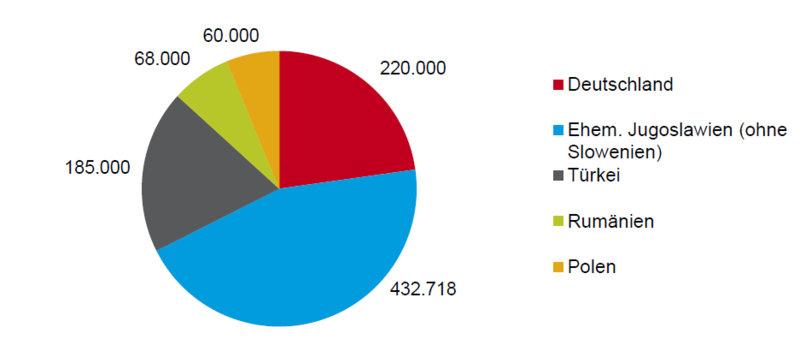 60.000
68.000
220.000
185.000
432.718
Deutschland
Ehem. Jugoslawien (ohne
Slowenien)
Türkei
Rumänien
Polen